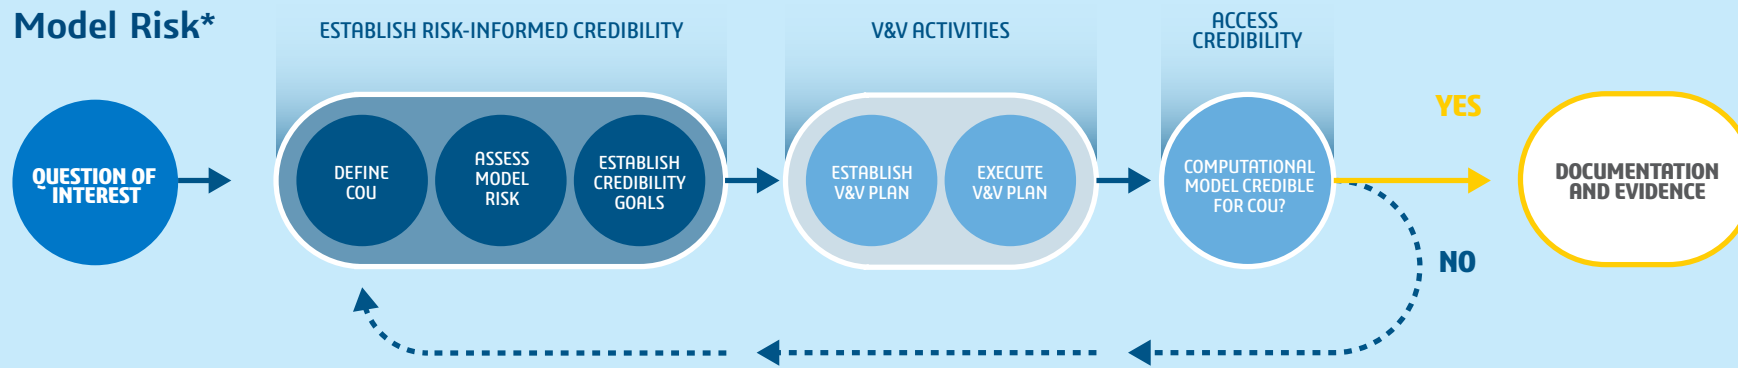 Model Risk*
ESTABLISH RISK-INFORMED CREDIBILITY
V&V ACTIVITIES
ACCESS
CREDIBILITY
QUESTION OF
INTEREST
DEFINE
COU
ASSESS
MODEL
RISK
ESTABLISH
CREDIBILITY
GOALS
ESTABLISH
V&V PLAN
EXECUTE
V&V PLAN
COMPUTATIONAL
MODEL CREDIBLE
FOR COU?
YES
NO
DOCUMENTATION
AND EVIDENCE